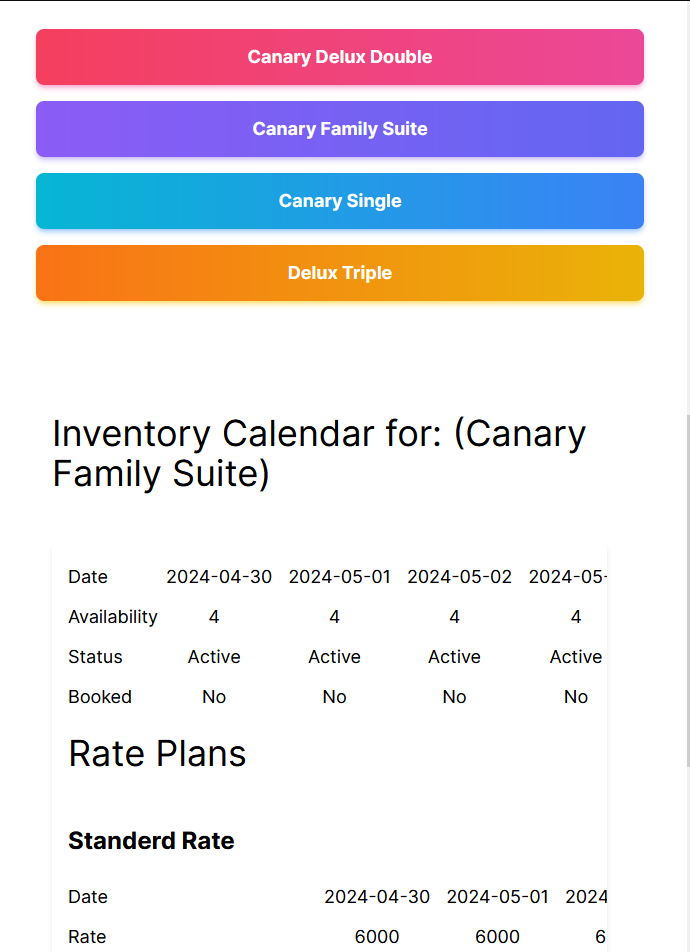 Canary Delux Double
Canary Family Suite
Canary Single
Delux Triple
Inventory Calendar for: (Canary
Family Suite)
Date 2024-04-30 2024-05-01 2024-05-02 2024-05-
Availability 4 4 4 4
Status Active Active Active Active
Booked No No No No
Rate Plans
Standerd Rate
Date 2024-04-30 2024-05-01 2024
Rate 6000 6000 6